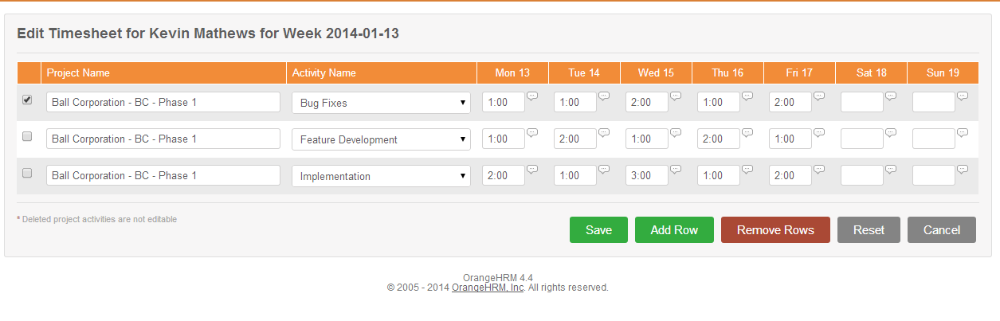 Edit Timesheet for Kevin Mathews for Week 2014-01-13
Project Name Activity Name Mon 13 Tue 14 Wed 15 Thu 16 Fri 17 Sat 18 Sun 19
Ball Corporation - BC - Phase 1 Bug Fixes 1:00 1:00 2:00 1:00 2:00
Ball Corporation - BC - Phase 1 Feature Development 1:00 2:00 1:00 2:00 1:00
Ball Corporation - BC - Phase 1 Implementation 2:00 1:00 3:00 1:00 2:00
* Deleted project activities are not editable
Save Add Row Remove Rows Reset Cancel
OrangeHRM 4.4
© 2005 - 2014 OrangeHRM, Inc. All rights reserved.